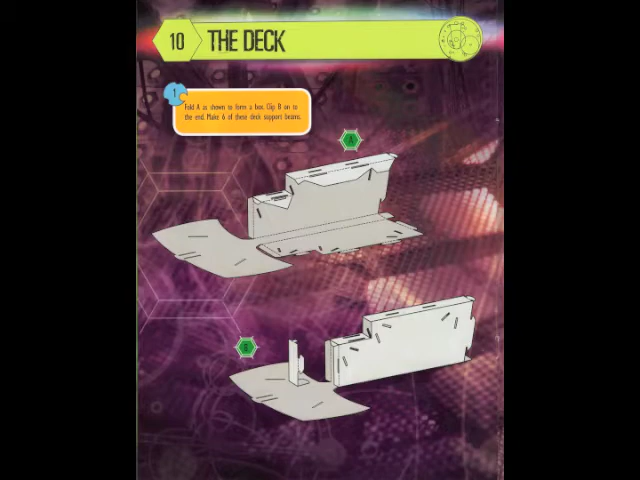 10 THE DECK
1
Fold A as shown to form a box. Clip B on to
the end. Make 6 of these deck support beams.
A
B